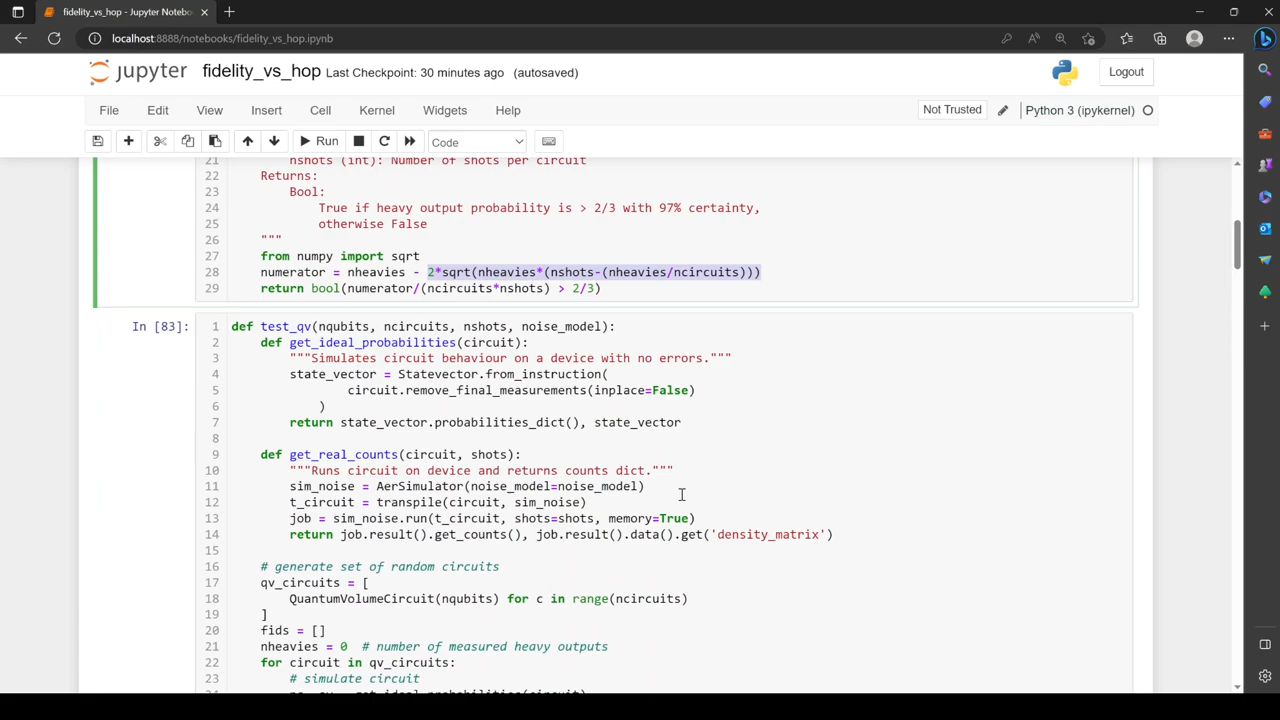 fidelity_vs_hop - Jupyter Notebo
localhost:8888/notebooks/fidelity_vs_hop.ipynb
jupyter fidelity_vs_hop Last Checkpoint: 30 minutes ago (autosaved)
Logout
File Edit View Insert Cell Kernel Widgets Help
Not Trusted Python 3 (ipykernel)
Run Code
21 nshots (int): Number of shots per circuit
22 Returns:
23 Bool:
24 True if heavy output probability is > 2/3 with 97% certainty,
25 otherwise False
26 """
27 from numpy import sqrt
28 numerator = nheavies - 2*sqrt(nheavies*(nshots-(nheavies/ncircuits)))
29 return bool(numerator/(ncircuits*nshots) > 2/3)
In [83]: 1 def test_qv(nqubits, ncircuits, nshots, noise_model):
2 def get_ideal_probabilities(circuit):
3 """Simulates circuit behaviour on a device with no errors."""
4 state_vector = Statevector.from_instruction(
5 circuit.remove_final_measurements(inplace=False)
6 )
7 return state_vector.probabilities_dict(), state_vector
8
9 def get_real_counts(circuit, shots):
10 """Runs circuit on device and returns counts dict."""
11 sim_noise = AerSimulator(noise_model=noise_model)
12 t_circuit = transpile(circuit, sim_noise)
13 job = sim_noise.run(t_circuit, shots=shots, memory=True)
14 return job.result().get_counts(), job.result().data().get('density_matrix')
15
16 # generate set of random circuits
17 qv_circuits = [
18 QuantumVolumeCircuit(nqubits) for c in range(ncircuits)
19 ]
20 fids = []
21 nheavies = 0 # number of measured heavy outputs
22 for circuit in qv_circuits:
23 # simulate circuit